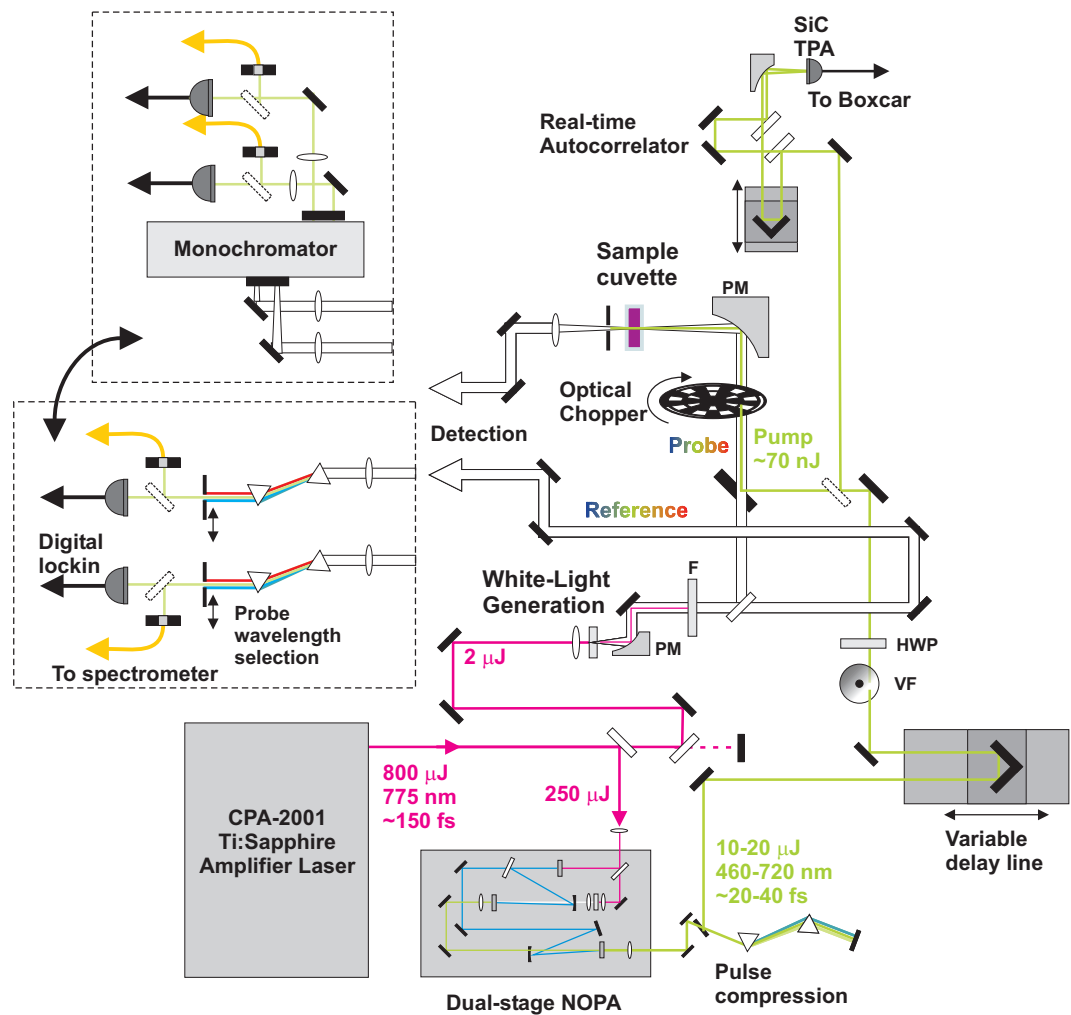 SiC
TPA
To Boxcar
Real-time
Autocorrelator
Monochromator
Sample
cuvette
PM
Optical
Chopper
Detection
Probe
Pump
~70 nJ
Reference
Digital
lockin
Probe
wavelength
selection
To spectrometer
White-Light
Generation
F
PM
2 μJ
HWP
VF
800 μJ
775 nm
~150 fs
250 μJ
CPA-2001
Ti:Sapphire
Amplifier Laser
10-20 μJ
460-720 nm
~20-40 fs
Variable
delay line
Pulse
compression
Dual-stage NOPA